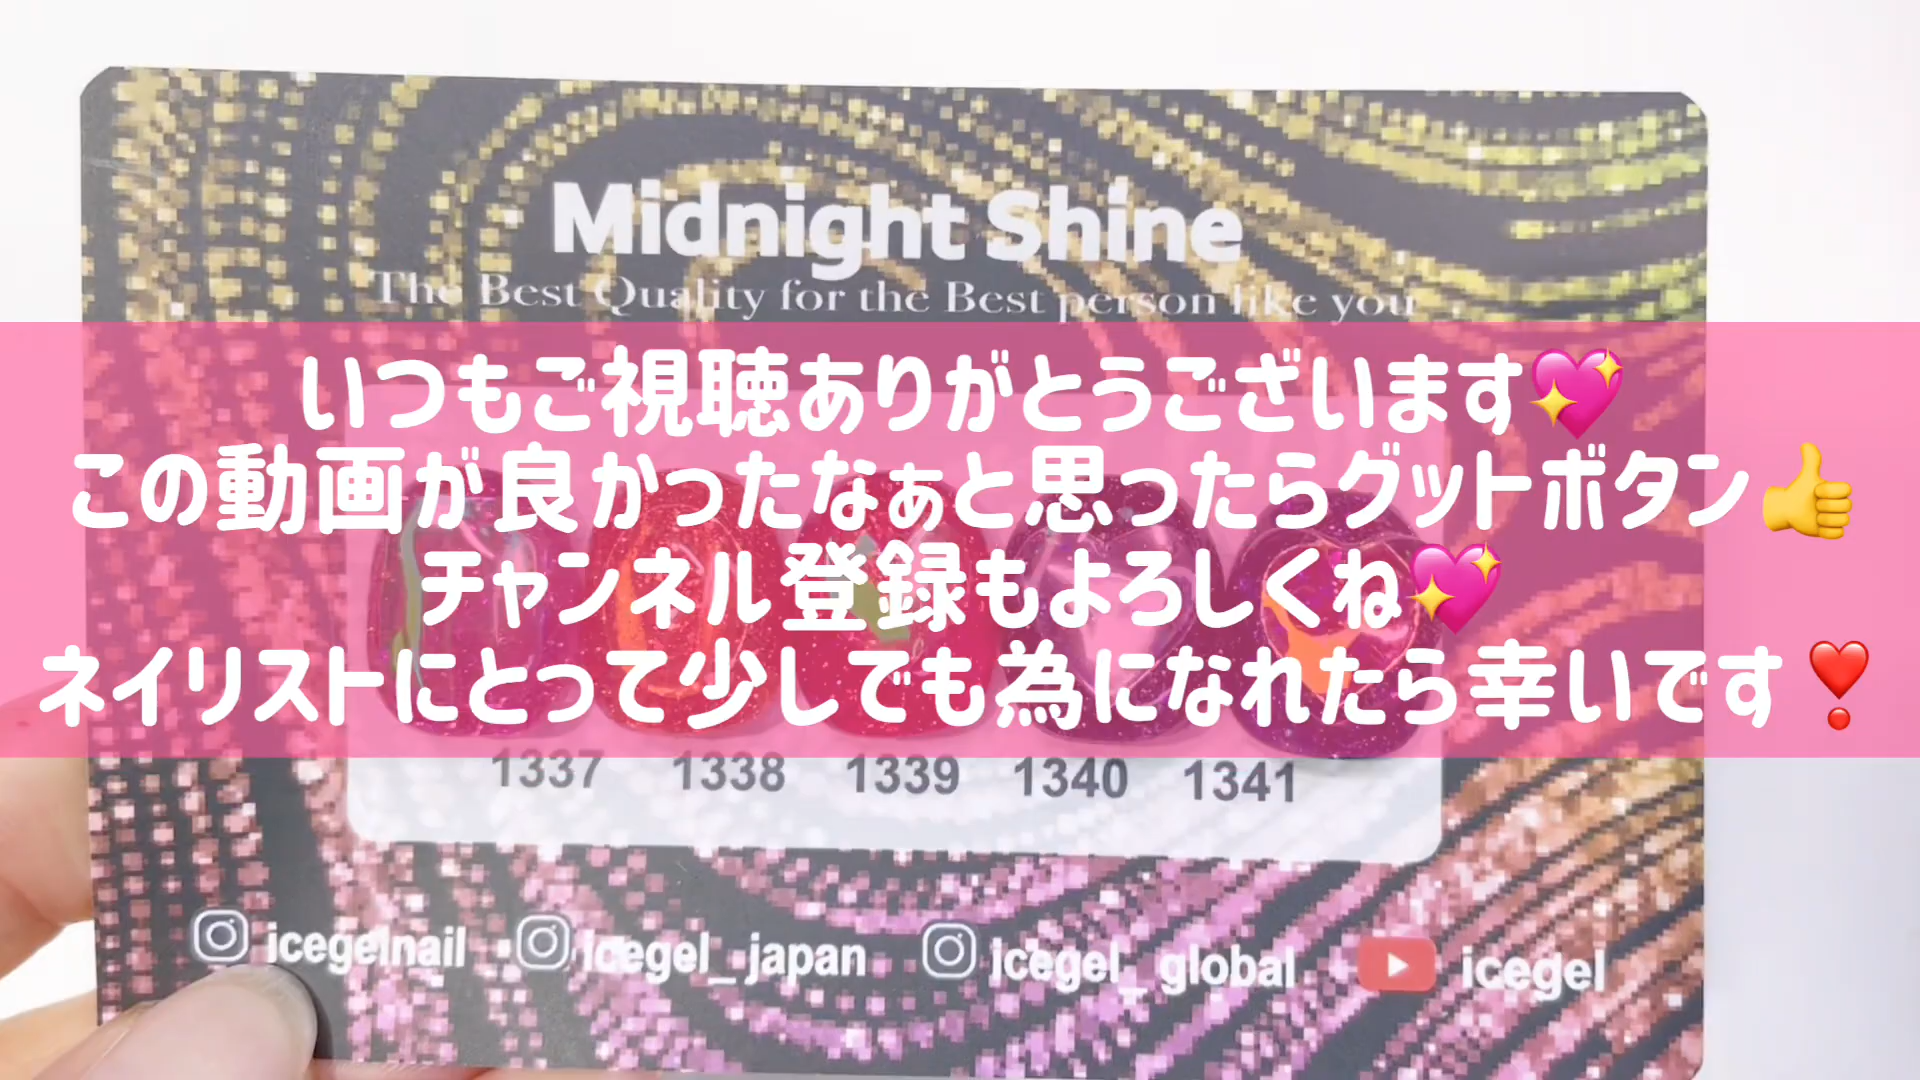 Midnight Shine
The Best Quality for the Best person like you
いつもご視聴ありがとうございます💖
この動画が良かったなぁと思ったらグットボタン👍
チャンネル登録もよろしくね💖
ネイリストにとって少しでも為になれたら幸いです❣️
1337 1338 1339 1340 1341
icegelnail icegel_japan icegel_global icegel